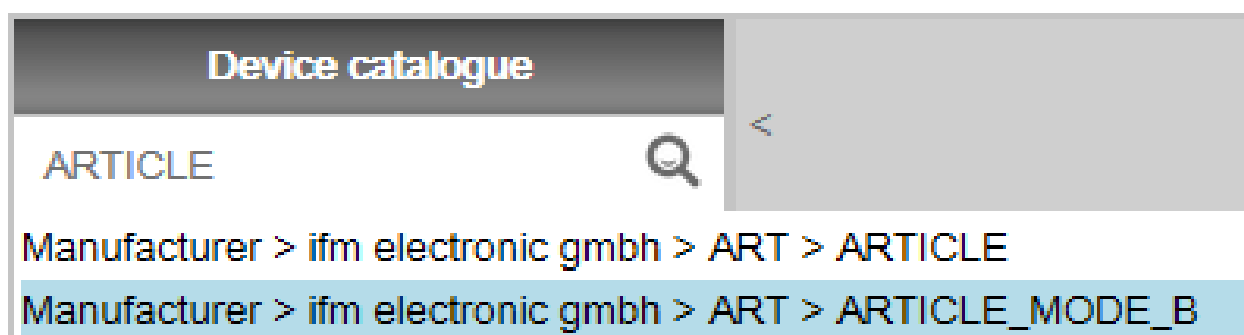 Device catalogue
<
ARTICLE
Manufacturer > ifm electronic gmbh > ART > ARTICLE
Manufacturer > ifm electronic gmbh > ART > ARTICLE_MODE_B